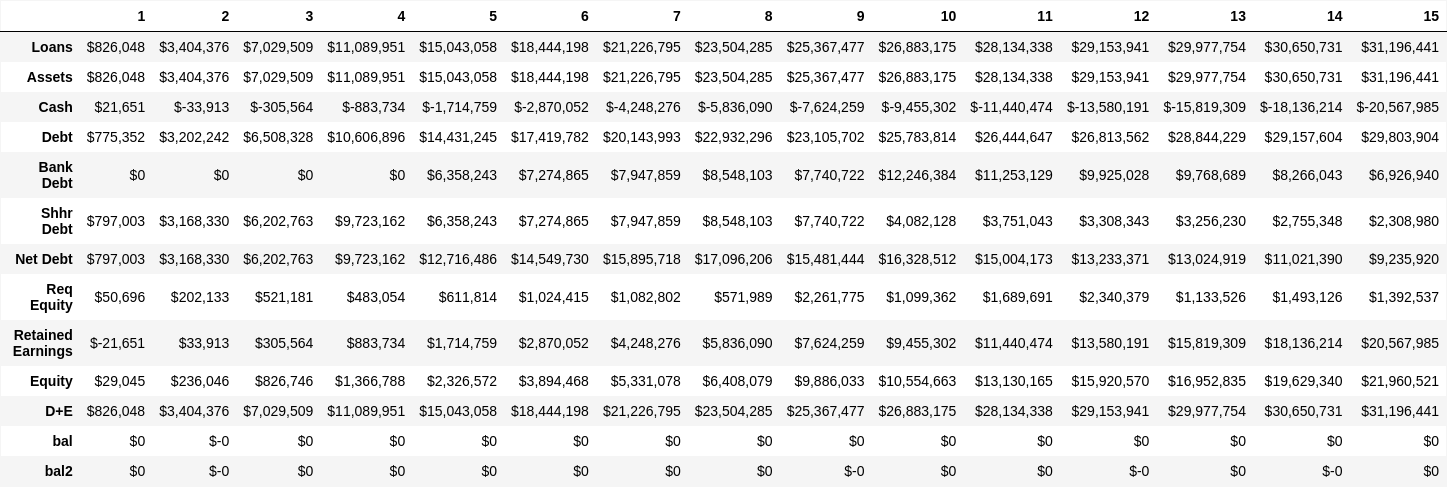 1 2 3 4 5 6 7 8 9 10 11 12 13 14 15
Loans $826,048 $3,404,376 $7,029,509 $11,089,951 $15,043,058 $18,444,198 $21,226,795 $23,504,285 $25,367,477 $26,883,175 $28,134,338 $29,153,941 $29,977,754 $30,650,731 $31,196,441
Assets $826,048 $3,404,376 $7,029,509 $11,089,951 $15,043,058 $18,444,198 $21,226,795 $23,504,285 $25,367,477 $26,883,175 $28,134,338 $29,153,941 $29,977,754 $30,650,731 $31,196,441
Cash $21,651 $-33,913 $-305,564 $-883,734 $-1,714,759 $-2,870,052 $-4,248,276 $-5,836,090 $-7,624,259 $-9,455,302 $-11,440,474 $-13,580,191 $-15,819,309 $-18,136,214 $-20,567,985
Debt $775,352 $3,202,242 $6,508,328 $10,606,896 $14,431,245 $17,419,782 $20,143,993 $22,932,296 $23,105,702 $25,783,814 $26,444,647 $26,813,562 $28,844,229 $29,157,604 $29,803,904
Bank
Debt $0 $0 $0 $0 $6,358,243 $7,274,865 $7,947,859 $8,548,103 $7,740,722 $12,246,384 $11,253,129 $9,925,028 $9,768,689 $8,266,043 $6,926,940
Shhr
Debt $797,003 $3,168,330 $6,202,763 $9,723,162 $6,358,243 $7,274,865 $7,947,859 $8,548,103 $7,740,722 $4,082,128 $3,751,043 $3,308,343 $3,256,230 $2,755,348 $2,308,980
Net Debt $797,003 $3,168,330 $6,202,763 $9,723,162 $12,716,486 $14,549,730 $15,895,718 $17,096,206 $15,481,444 $16,328,512 $15,004,173 $13,233,371 $13,024,919 $11,021,390 $9,235,920
Req
Equity $50,696 $202,133 $521,181 $483,054 $611,814 $1,024,415 $1,082,802 $571,989 $2,261,775 $1,099,362 $1,689,691 $2,340,379 $1,133,526 $1,493,126 $1,392,537
Retained
Earnings $-21,651 $33,913 $305,564 $883,734 $1,714,759 $2,870,052 $4,248,276 $5,836,090 $7,624,259 $9,455,302 $11,440,474 $13,580,191 $15,819,309 $18,136,214 $20,567,985
Equity $29,045 $236,046 $826,746 $1,366,788 $2,326,572 $3,894,468 $5,331,078 $6,408,079 $9,886,033 $10,554,663 $13,130,165 $15,920,570 $16,952,835 $19,629,340 $21,960,521
D+E $826,048 $3,404,376 $7,029,509 $11,089,951 $15,043,058 $18,444,198 $21,226,795 $23,504,285 $25,367,477 $26,883,175 $28,134,338 $29,153,941 $29,977,754 $30,650,731 $31,196,441
bal $0 $-0 $0 $0 $0 $0 $0 $0 $0 $0 $0 $0 $0 $0 $0
bal2 $0 $-0 $0 $0 $0 $0 $0 $0 $-0 $0 $0 $-0 $0 $-0 $0